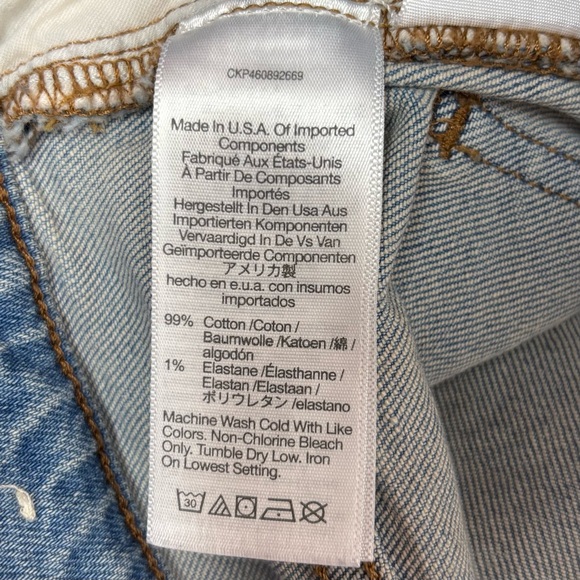 CKP460892669
Made In U.S.A. Of Imported
Components
Fabriqué Aux États-Unis
À Partir De Composants
Importés
Hergestellt In Den Usa Aus
Importierten Komponenten
Vervaardigd In De Vs Van
Geïmporteerde Componenten
アメリカ製
hecho en e.u.a. con insumos
importados
99% Cotton /Coton /
Baumwolle /Katoen /綿 /
algodón
1% Elastane /Élasthanne /
Elastan /Elastaan /
ポリウレタン /elastano
Machine Wash Cold With Like
Colors. Non-Chlorine Bleach
Only. Tumble Dry Low. Iron
On Lowest Setting.
30